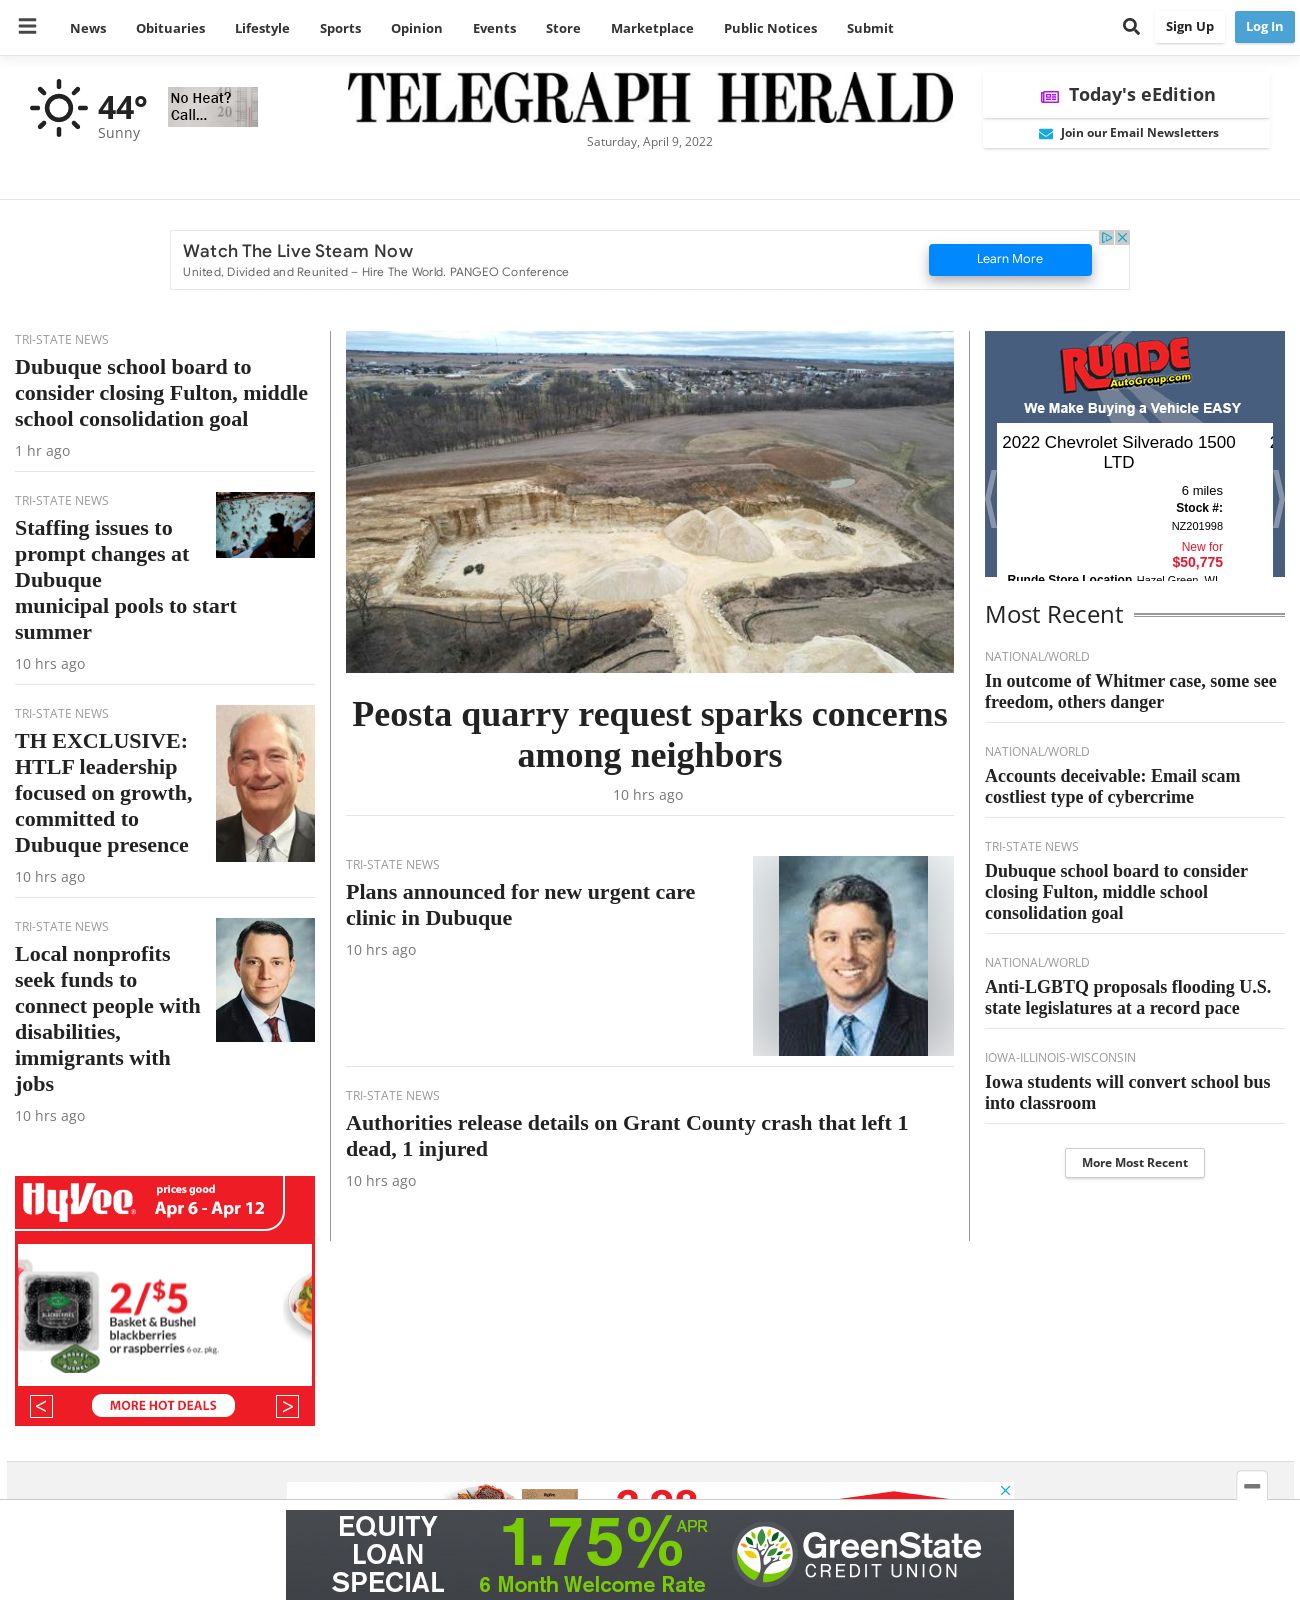 News Obituaries Lifestyle Sports Opinion Events Store Marketplace Public Notices Submit
Sign Up Log In
44°
Sunny
No Heat?
Call...
TELEGRAPH HERALD
Saturday, April 9, 2022
Today's eEdition
Join our Email Newsletters
Watch The Live Steam Now
United, Divided and Reunited – Hire The World. PANGEO Conference
Learn More
TRI-STATE NEWS
Dubuque school board to
consider closing Fulton, middle
school consolidation goal
1 hr ago
TRI-STATE NEWS
Staffing issues to
prompt changes at
Dubuque
municipal pools to start
summer
10 hrs ago
TRI-STATE NEWS
TH EXCLUSIVE:
HTLF leadership
focused on growth,
committed to
Dubuque presence
10 hrs ago
TRI-STATE NEWS
Local nonprofits
seek funds to
connect people with
disabilities,
immigrants with
jobs
10 hrs ago
HyVee
prices good
Apr 6 - Apr 12
2/$5
Basket & Bushel
blackberries
or raspberries 6 oz. pkg.
< MORE HOT DEALS >
Peosta quarry request sparks concerns
among neighbors
10 hrs ago
TRI-STATE NEWS
Plans announced for new urgent care
clinic in Dubuque
10 hrs ago
TRI-STATE NEWS
Authorities release details on Grant County crash that left 1
dead, 1 injured
10 hrs ago
RUNDE
AutoGroup.com
We Make Buying a Vehicle EASY
2022 Chevrolet Silverado 1500
LTD
6 miles
Stock #:
NZ201998
New for
$50,775
Runde Store Location Hazel Green, WI
Most Recent
NATIONAL/WORLD
In outcome of Whitmer case, some see
freedom, others danger
NATIONAL/WORLD
Accounts deceivable: Email scam
costliest type of cybercrime
TRI-STATE NEWS
Dubuque school board to consider
closing Fulton, middle school
consolidation goal
NATIONAL/WORLD
Anti-LGBTQ proposals flooding U.S.
state legislatures at a record pace
IOWA-ILLINOIS-WISCONSIN
Iowa students will convert school bus
into classroom
More Most Recent
EQUITY
LOAN
SPECIAL
1.75% APR
6 Month Welcome Rate
GreenState
CREDIT UNION